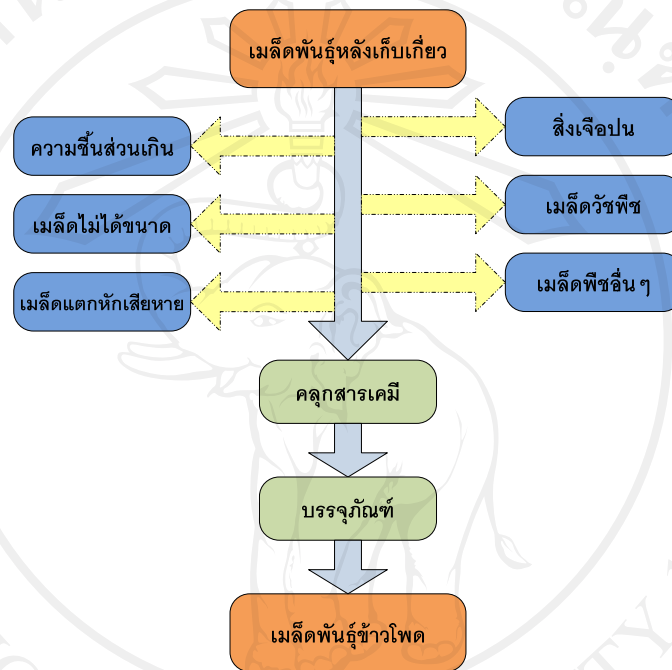 เมล็ดพันธุ์หลังเก็บเกี่ยว
สิ่งเจือปน
ความชื้นส่วนเกิน
เมล็ดวัชพืช
เมล็ดไม่ได้ขนาด
เมล็ดพืชอื่นๆ
เมล็ดแตกหักเสียหาย
คลุกสารเคมี
บรรจุภัณฑ์
เมล็ดพันธุ์ข้าวโพด